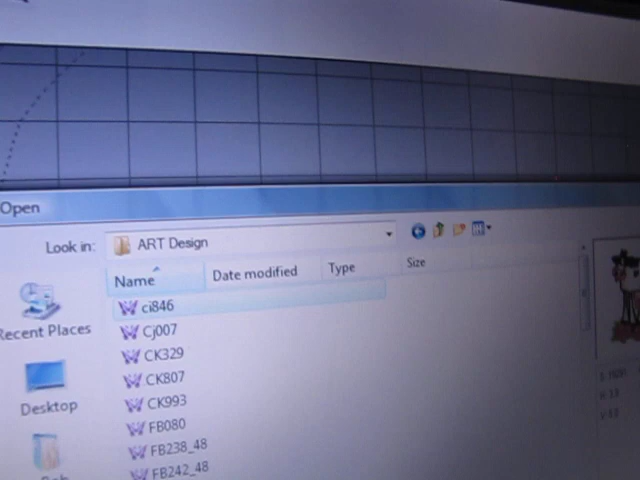 Open
Look in: ART Design
Name Date modified Type Size
ci846
Recent Places
Cj007
CK329
CK807
Desktop
CK993
FB080
FB238_48
FB242_48